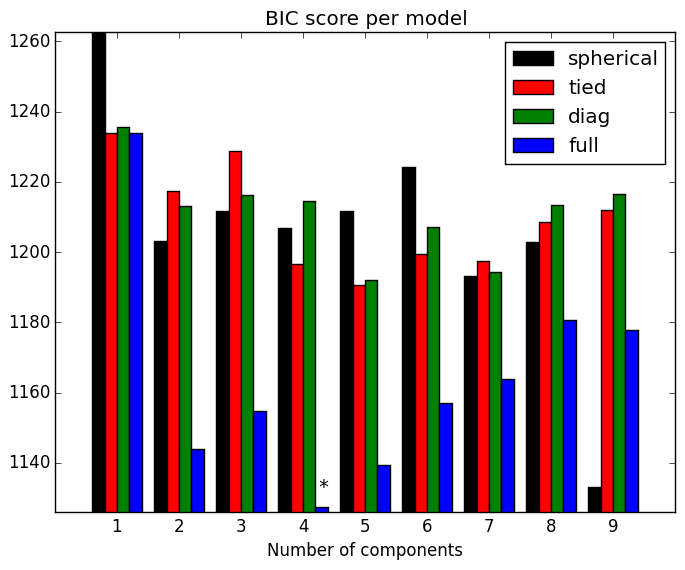 BIC score per model
1260
1240
1220
1200
1180
1160
1140
spherical
tied
diag
full
*
1 2 3 4 5 6 7 8 9
Number of components